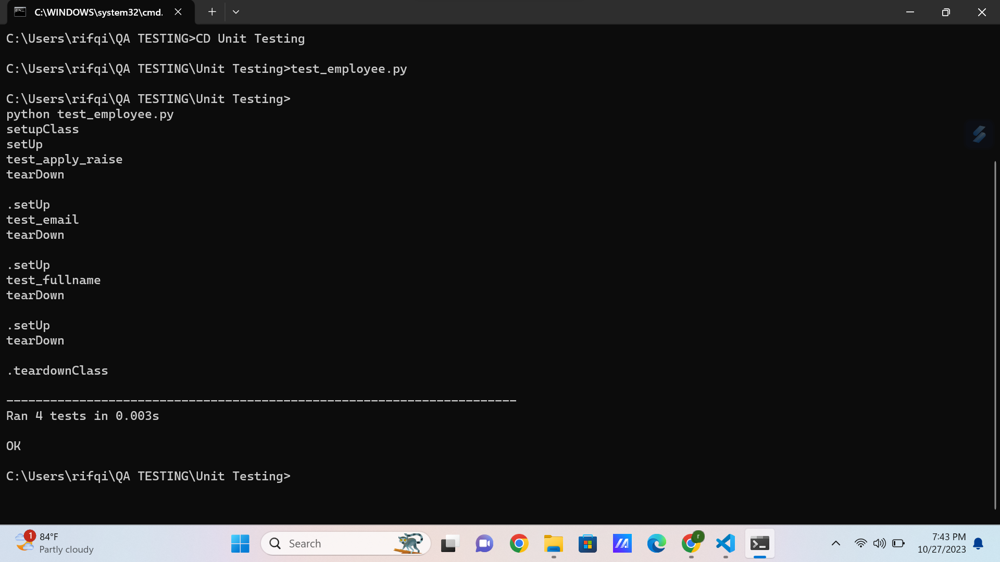 C:\WINDOWS\system32\cmd.
C:\Users\rifqi\QA TESTING>CD Unit Testing
C:\Users\rifqi\QA TESTING\Unit Testing>test_employee.py
C:\Users\rifqi\QA TESTING\Unit Testing>
python test_employee.py
setupClass
setUp
test_apply_raise
tearDown
.setUp
test_email
tearDown
.setUp
test_fullname
tearDown
.setUp
tearDown
.teardownClass
----------------------------------------------------------------------
Ran 4 tests in 0.003s
OK
C:\Users\rifqi\QA TESTING\Unit Testing>
1
84°F
Partly cloudy
Search
r
7:43 PM
10/27/2023